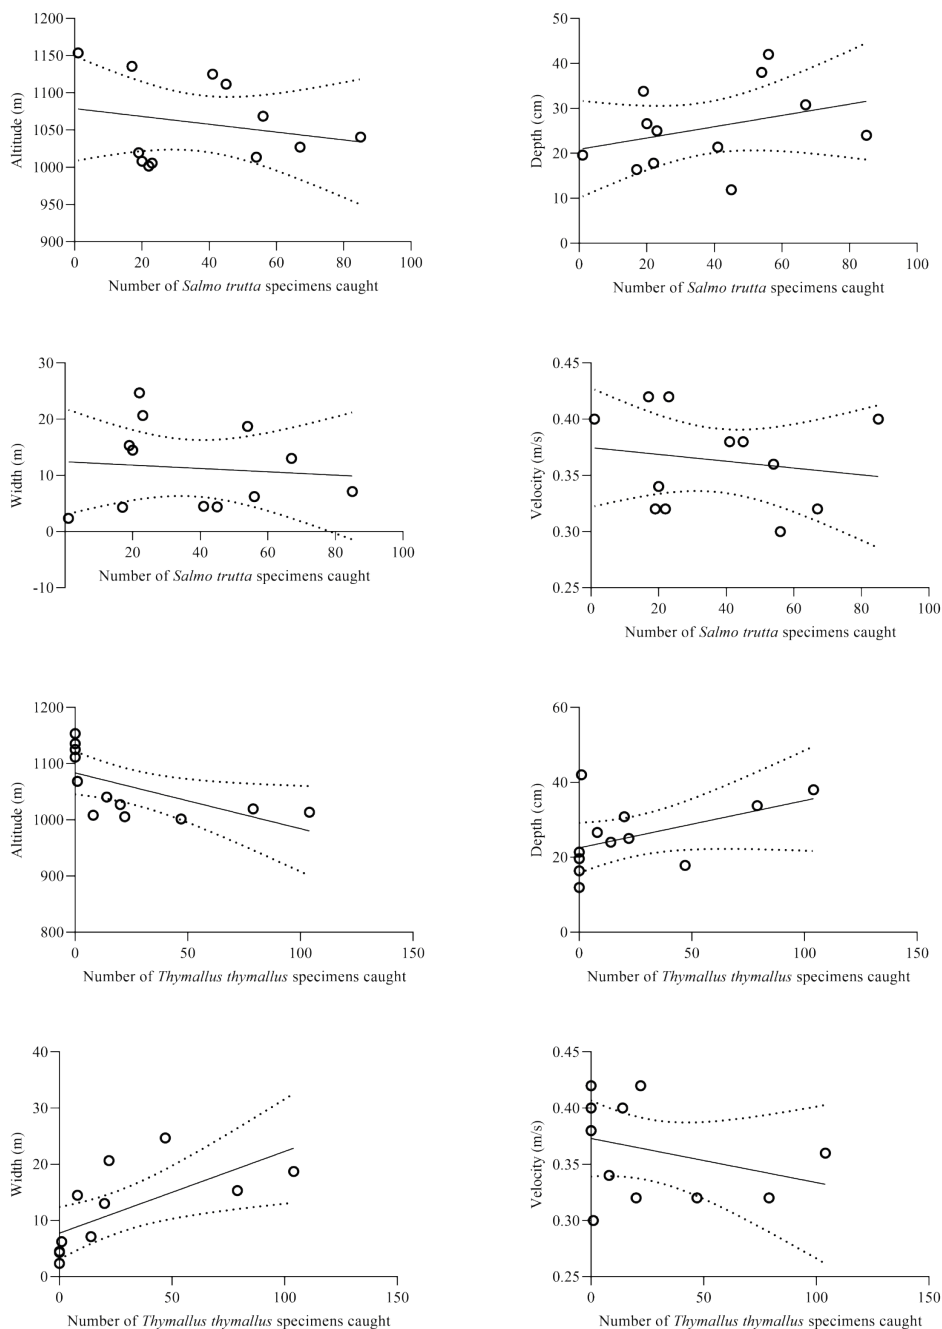 1200
1150
1100
1050
1000
950
900
Altitude (m)
0 20 40 60 80 100
Number of Salmo trutta specimens caught
50
40
30
20
10
0
Depth (cm)
0 20 40 60 80 100
Number of Salmo trutta specimens caught
30
20
10
0
-10
Width (m)
20 40 60 80 100
Number of Salmo trutta specimens caught
0.45
0.40
0.35
0.30
0.25
Velocity (m/s)
0 20 40 60 80 100
Number of Salmo trutta specimens caught
1200
1100
1000
900
800
Altitude (m)
0 50 100 150
Number of Thymallus thymallus specimens caught
60
40
20
0
Depth (cm)
0 50 100 150
Number of Thymallus thymallus specimens caught
40
30
20
10
0
Width (m)
0 50 100 150
Number of Thymallus thymallus specimens caught
0.45
0.40
0.35
0.30
0.25
Velocity (m/s)
0 50 100 150
Number of Thymallus thymallus specimens caught